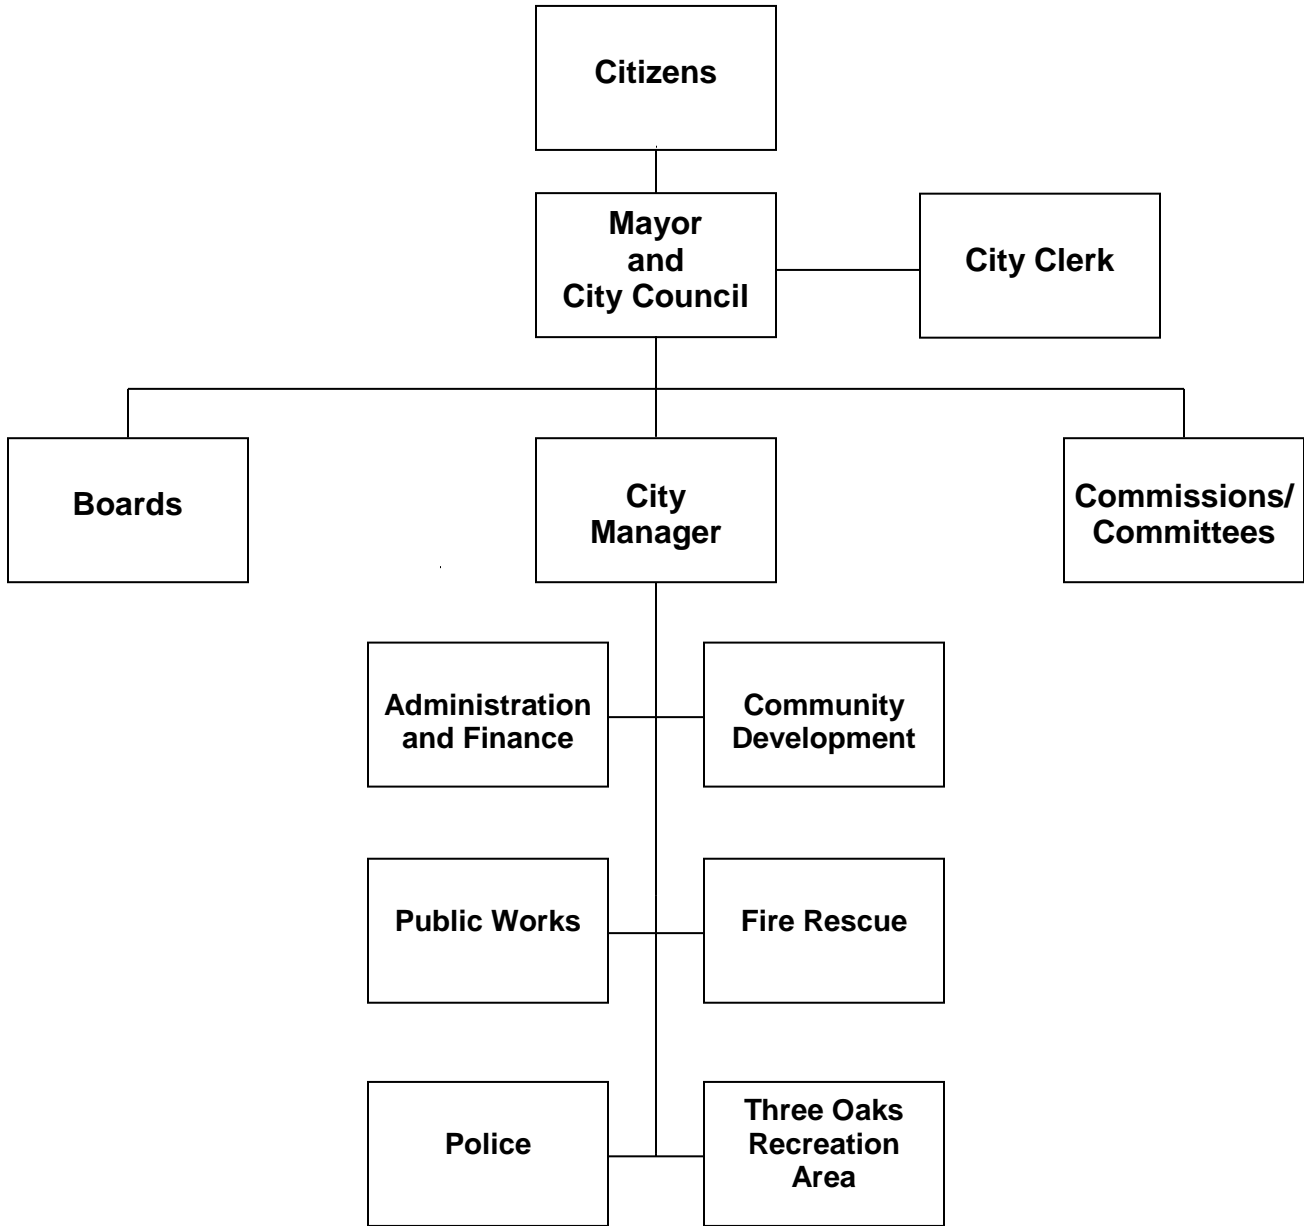 Citizens
Mayor
and
City Council
City Clerk
Boards
City
Manager
Commissions/
Committees
Administration
and Finance
Community
Development
Public Works
Fire Rescue
Police
Three Oaks
Recreation
Area